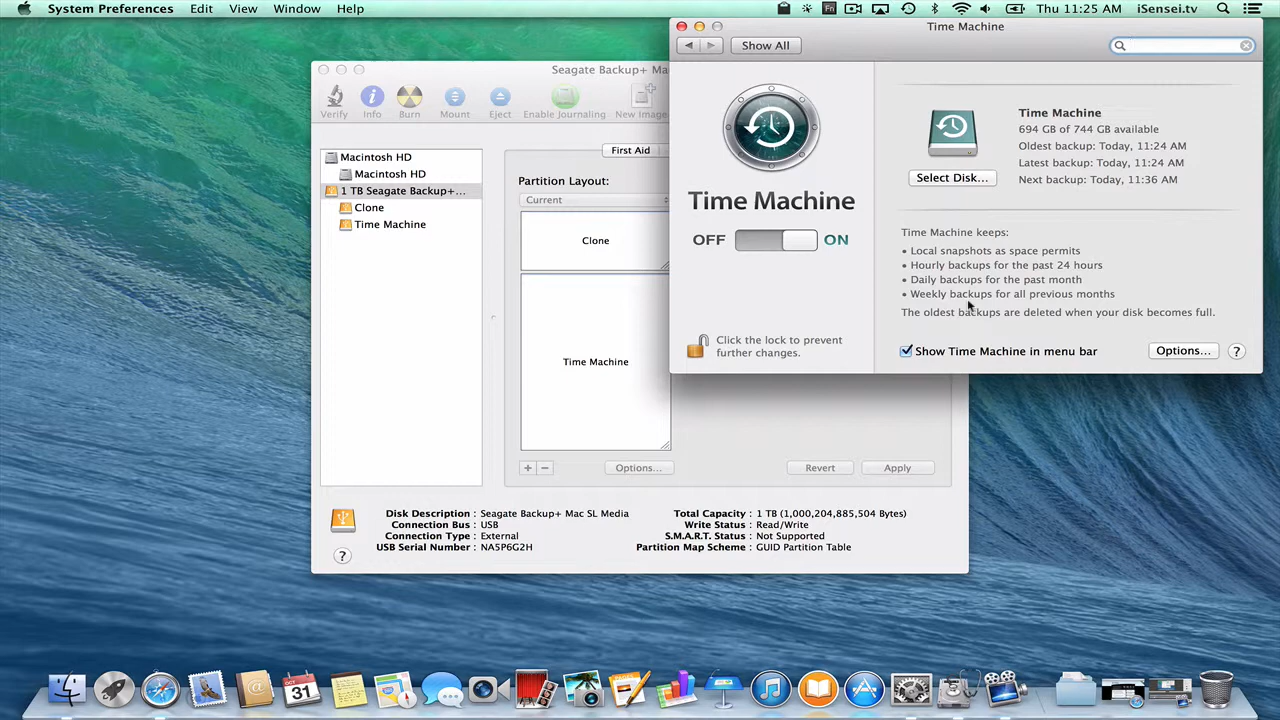 System Preferences Edit View Window Help
Fn Thu 11:25 AM iSensei.tv
Time Machine
Show All
Time Machine
OFF ON
Click the lock to prevent
further changes.
Time Machine
694 GB of 744 GB available
Oldest backup: Today, 11:24 AM
Latest backup: Today, 11:24 AM
Next backup: Today, 11:36 AM
Select Disk...
Time Machine keeps:
• Local snapshots as space permits
• Hourly backups for the past 24 hours
• Daily backups for the past month
• Weekly backups for all previous months
The oldest backups are deleted when your disk becomes full.
Show Time Machine in menu bar
Options... ?
Seagate Backup+ Ma
Verify Info Burn Mount Eject Enable Journaling New Image
Macintosh HD
Macintosh HD
1 TB Seagate Backup+...
Clone
Time Machine
First Aid
Partition Layout:
Current
Clone
Time Machine
+ − Options... Revert Apply
Disk Description : Seagate Backup+ Mac SL Media
Connection Bus : USB
Connection Type : External
USB Serial Number : NA5P6G2H
Total Capacity : 1 TB (1,000,204,885,504 Bytes)
Write Status : Read/Write
S.M.A.R.T. Status : Not Supported
Partition Map Scheme : GUID Partition Table
?
OCT
31